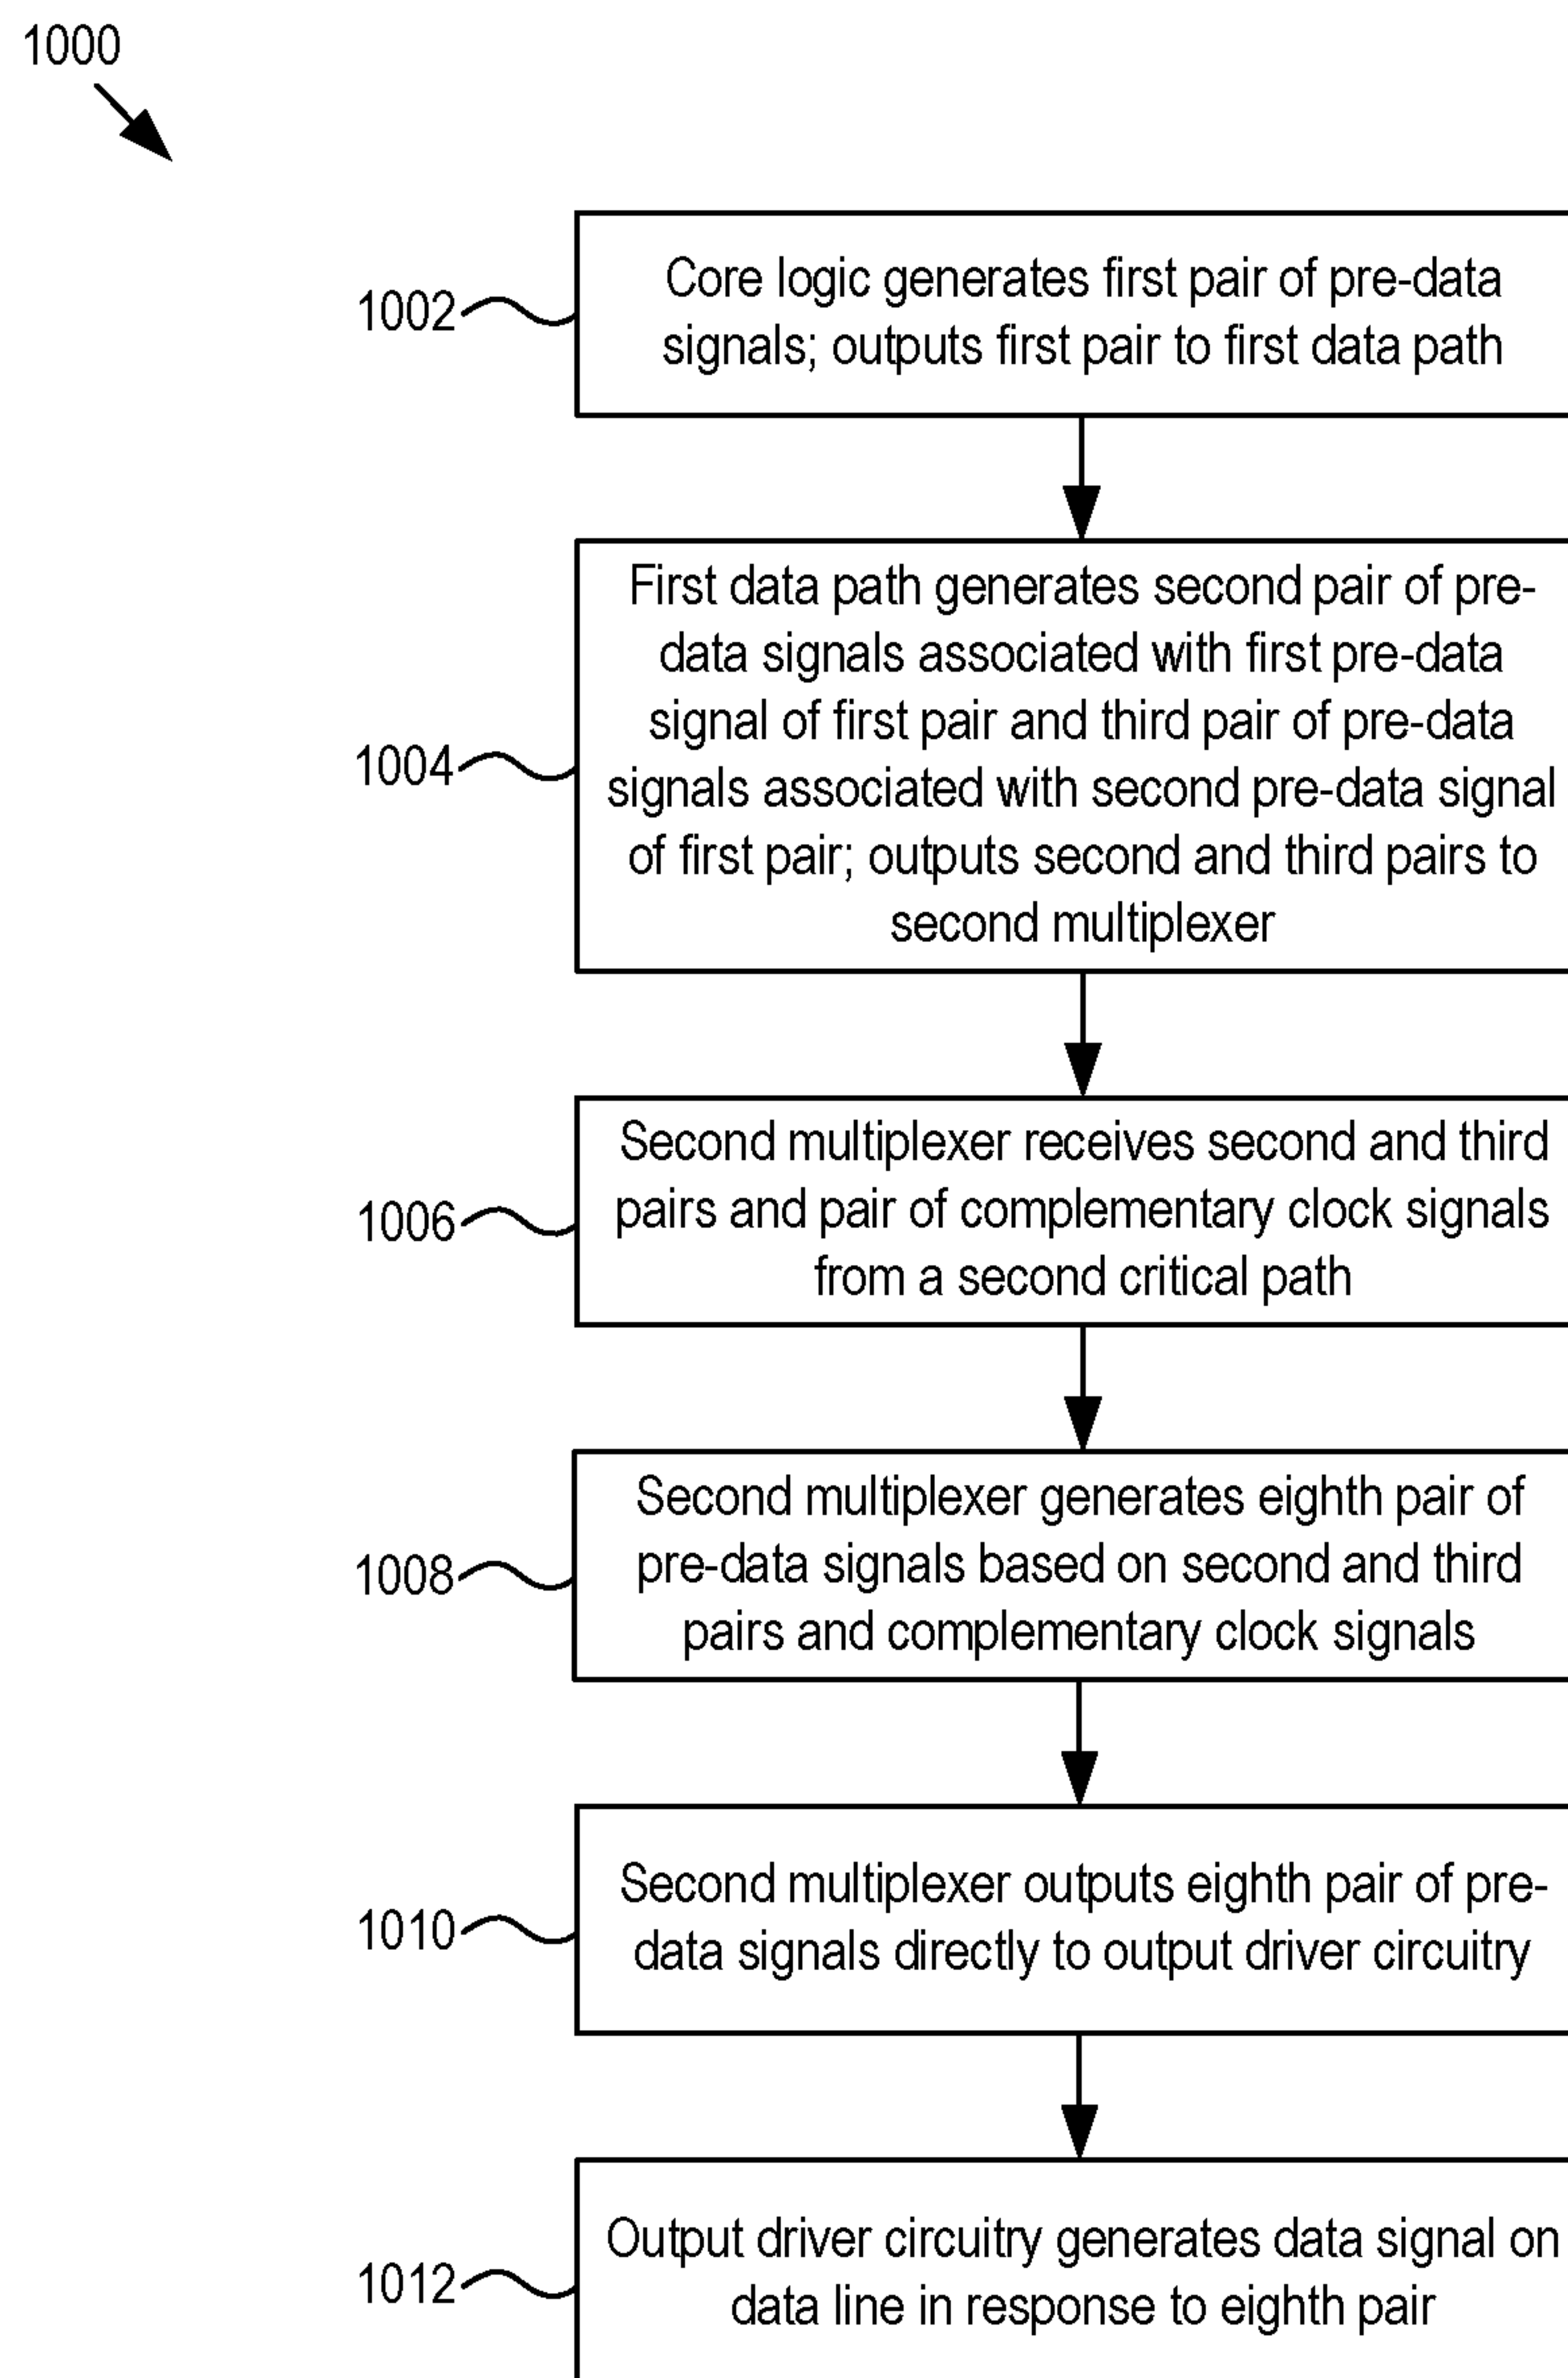 1000
1002
Core logic generates first pair of pre-data
signals; outputs first pair to first data path
1004
First data path generates second pair of pre-
data signals associated with first pre-data
signal of first pair and third pair of pre-data
signals associated with second pre-data signal
of first pair; outputs second and third pairs to
second multiplexer
1006
Second multiplexer receives second and third
pairs and pair of complementary clock signals
from a second critical path
1008
Second multiplexer generates eighth pair of
pre-data signals based on second and third
pairs and complementary clock signals
1010
Second multiplexer outputs eighth pair of pre-
data signals directly to output driver circuitry
1012
Output driver circuitry generates data signal on
data line in response to eighth pair